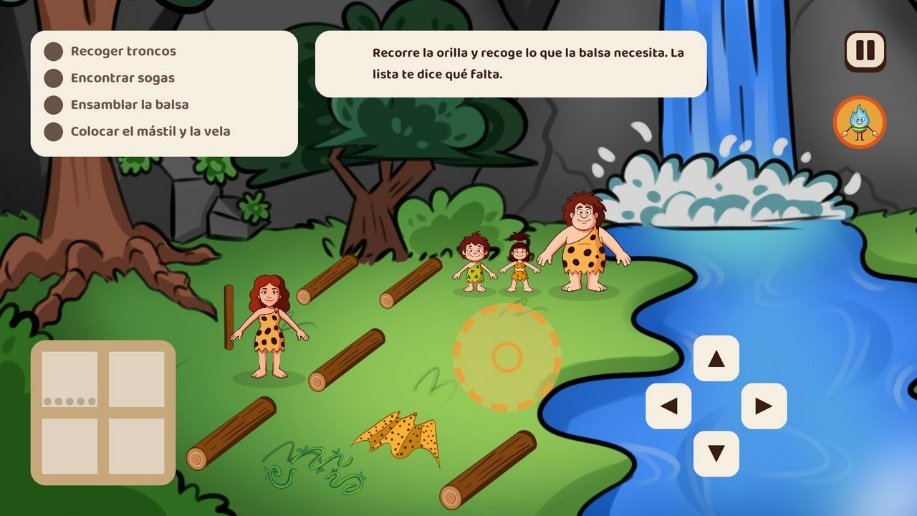 Recoger troncos
Encontrar sogas
Ensamblar la balsa
Colocar el mástil y la vela
Recorre la orilla y recoge lo que la balsa necesita. La
lista te dice qué falta.